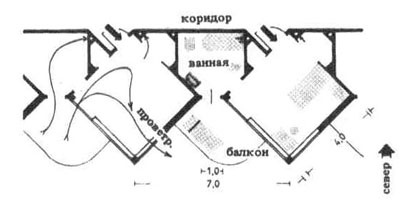 коридор
ванная
проветр.
балкон
4,0
1,0
7,0
север